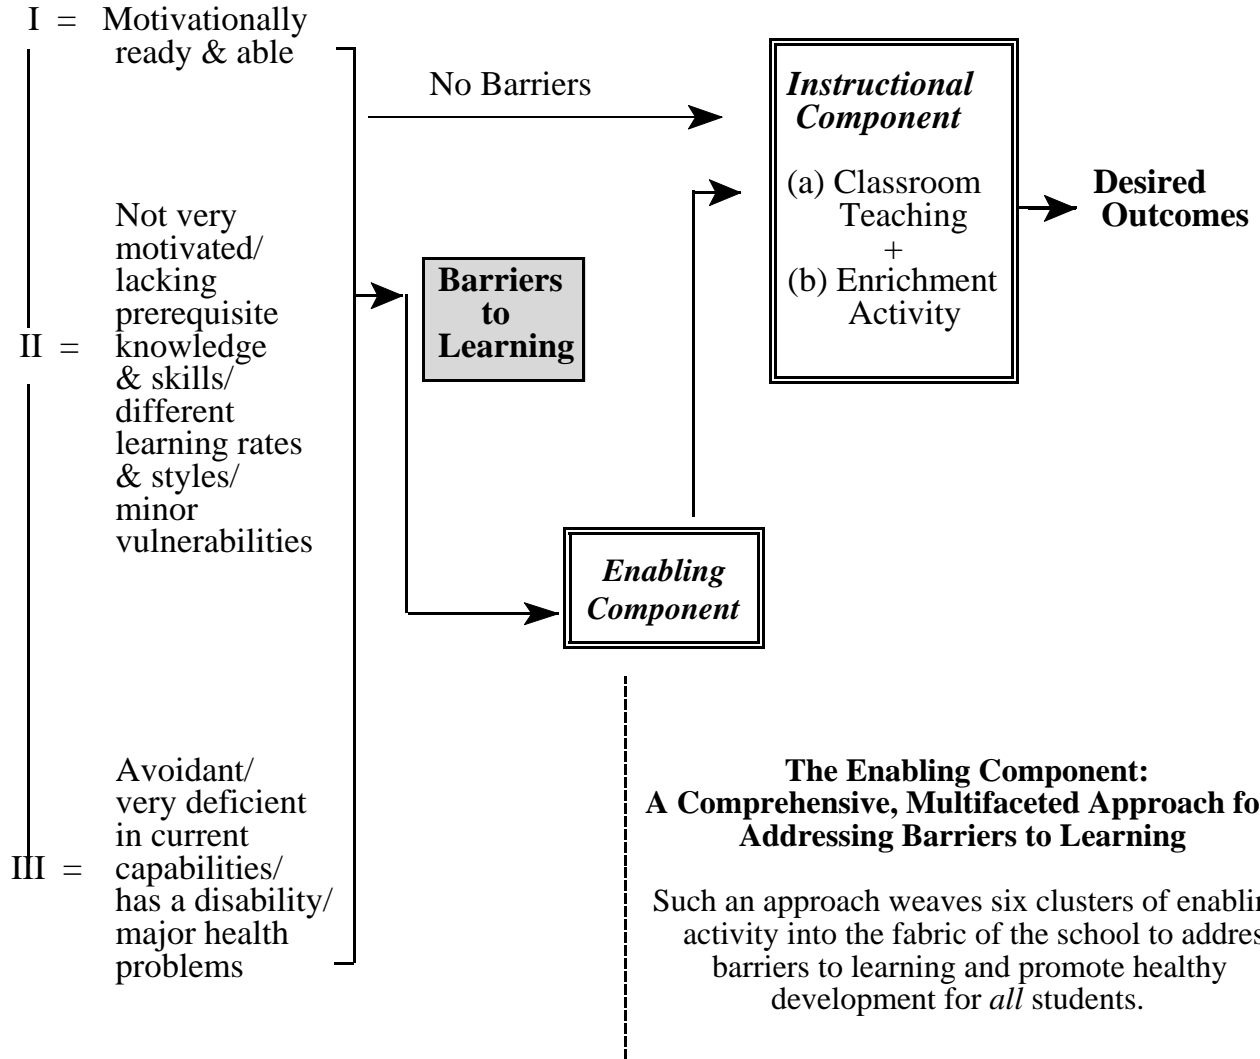 I = Motivationally
ready & able
No Barriers
Instructional
Component
(a) Classroom
Teaching
+
(b) Enrichment
Activity
Desired
Outcomes
Not very
motivated/
lacking
prerequisite
II = knowledge
& skills/
different
learning rates
& styles/
minor
vulnerabilities
Barriers
to
Learning
Enabling
Component
Avoidant/
very deficient
in current
III = capabilities/
has a disability/
major health
problems
The Enabling Component:
A Comprehensive, Multifaceted Approach fo
Addressing Barriers to Learning
Such an approach weaves six clusters of enablin
activity into the fabric of the school to addres
barriers to learning and promote healthy
development for all students.